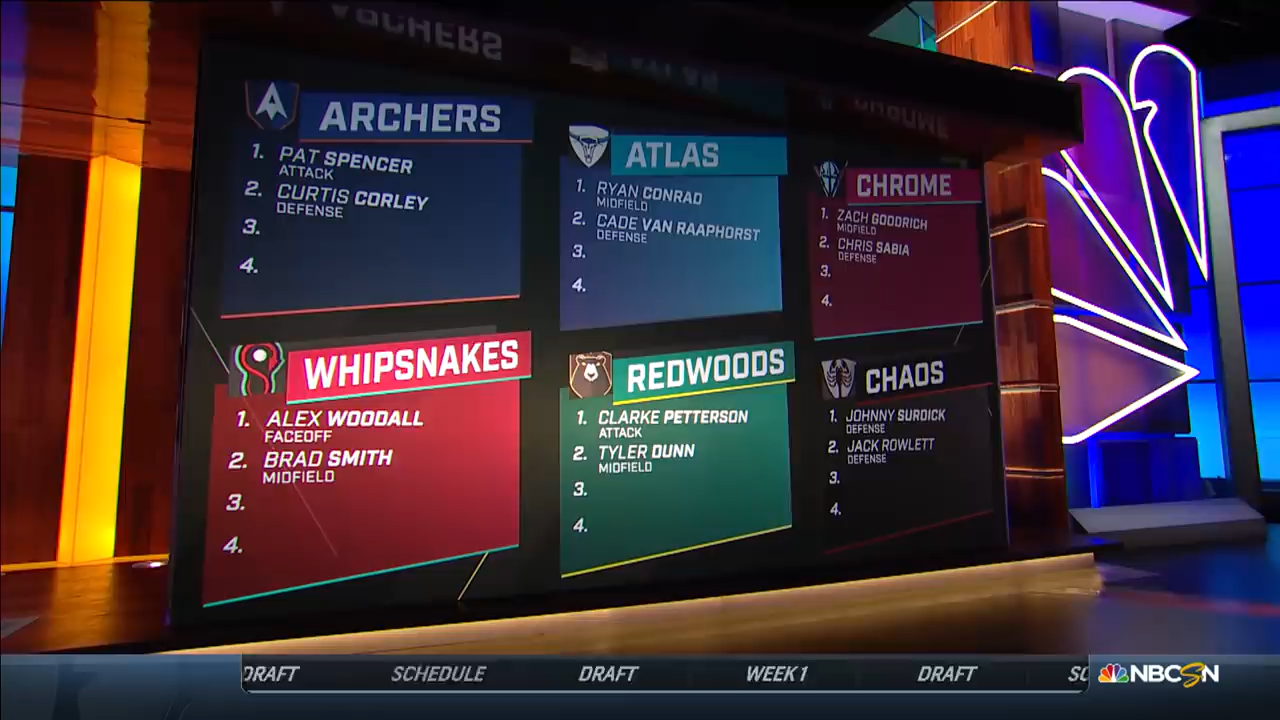 ARCHERS
1. PAT SPENCER
ATTACK
2. CURTIS CORLEY
DEFENSE
3.
4.
ATLAS
1. RYAN CONRAD
MIDFIELD
2. CADE VAN RAAPHORST
DEFENSE
3.
4.
CHROME
1. ZACH GOODRICH
MIDFIELD
2. CHRIS SABIA
DEFENSE
3.
4.
WHIPSNAKES
1. ALEX WOODALL
FACEOFF
2. BRAD SMITH
MIDFIELD
3.
4.
REDWOODS
1. CLARKE PETTERSON
ATTACK
2. TYLER DUNN
MIDFIELD
3.
4.
CHAOS
1. JOHNNY SURDICK
DEFENSE
2. JACK ROWLETT
DEFENSE
3.
4.
DRAFT SCHEDULE DRAFT WEEK 1 DRAFT SC NBCSN